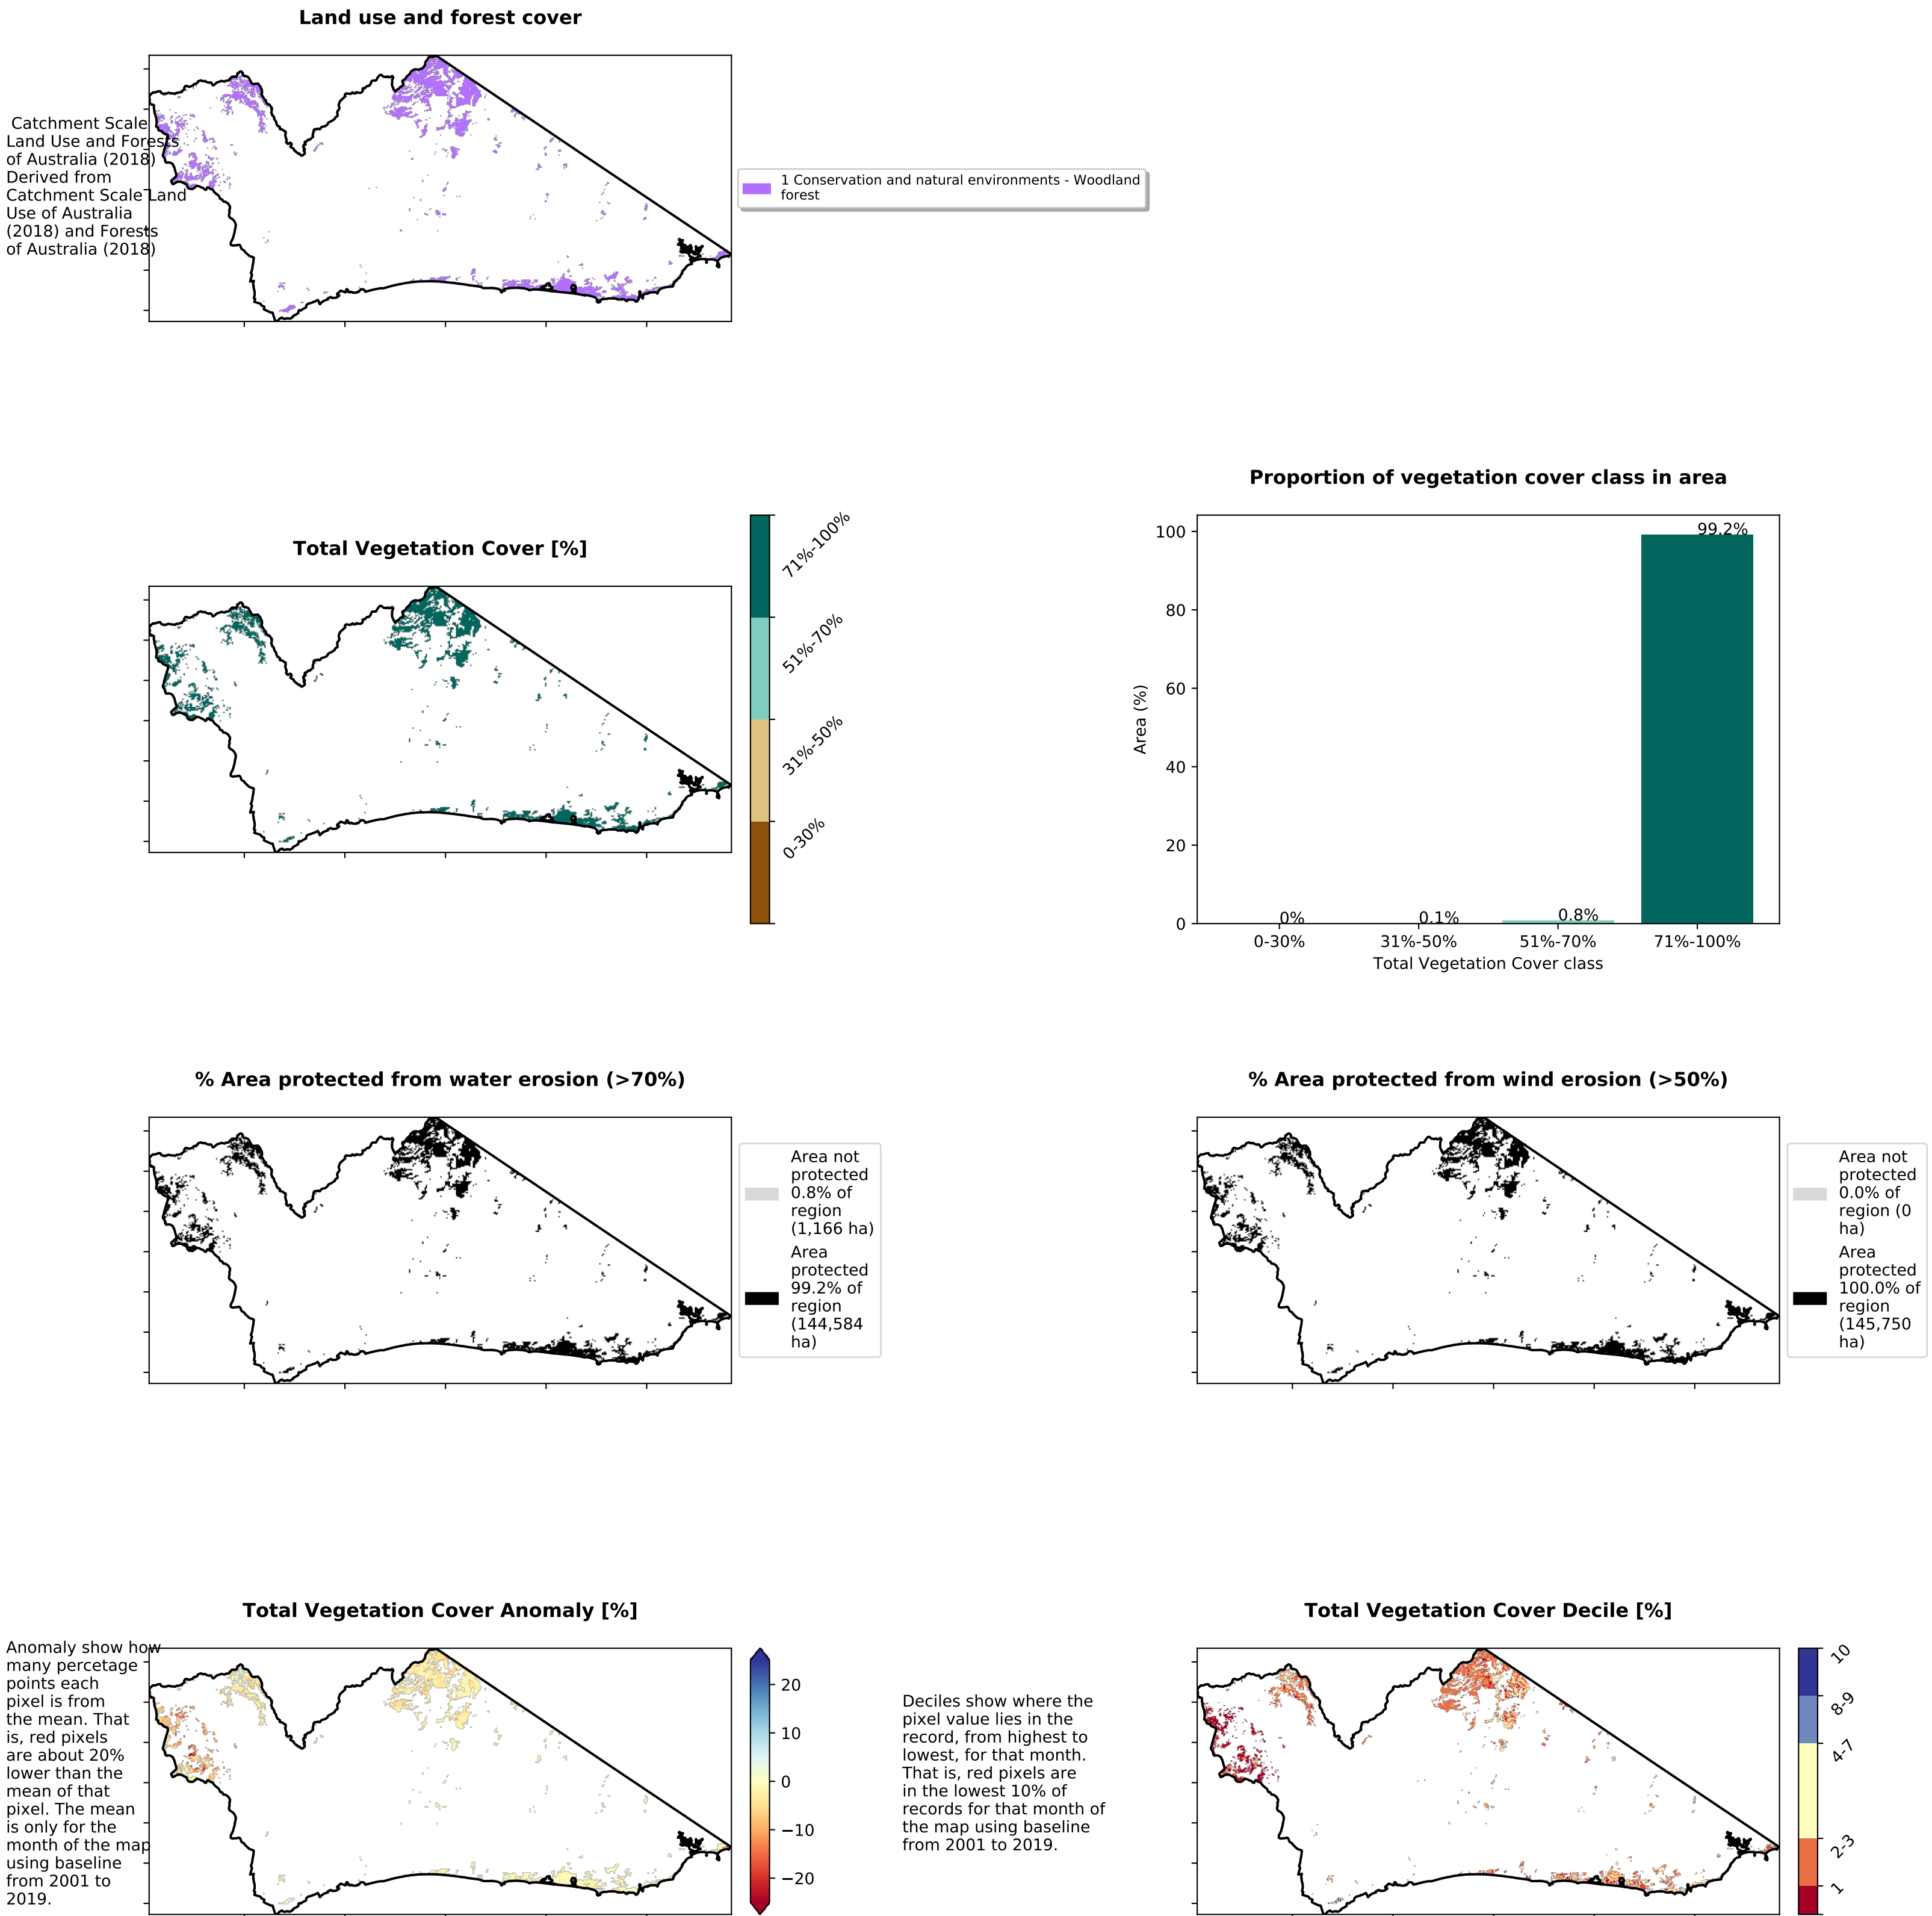 Land use and forest cover
Catchment Scale
Land Use and Forests
of Australia (2018)
Derived from
Catchment Scale Land
Use of Australia
(2018) and Forests
of Australia (2018)
1 Conservation and natural environments - Woodland
forest
Total Vegetation Cover [%]
71%-100%
51%-70%
31%-50%
0-30%
Proportion of vegetation cover class in area
Area (%)
100
80
60
40
20
0
0%
0.1%
0.8%
99.2%
0-30%
31%-50%
51%-70%
71%-100%
Total Vegetation Cover class
% Area protected from water erosion (>70%)
Area not
protected
0.8% of
region
(1,166 ha)
Area
protected
99.2% of
region
(144,584
ha)
% Area protected from wind erosion (>50%)
Area not
protected
0.0% of
region (0
ha)
Area
protected
100.0% of
region
(145,750
ha)
Total Vegetation Cover Anomaly [%]
Anomaly show how
many percetage
points each
pixel is from
the mean. That
is, red pixels
are about 20%
lower than the
mean of that
pixel. The mean
is only for the
month of the map
using baseline
from 2001 to
2019.
20
10
0
−10
−20
Total Vegetation Cover Decile [%]
Deciles show where the
pixel value lies in the
record, from highest to
lowest, for that month.
That is, red pixels are
in the lowest 10% of
records for that month of
the map using baseline
from 2001 to 2019.
10
8-9
4-7
2-3
1